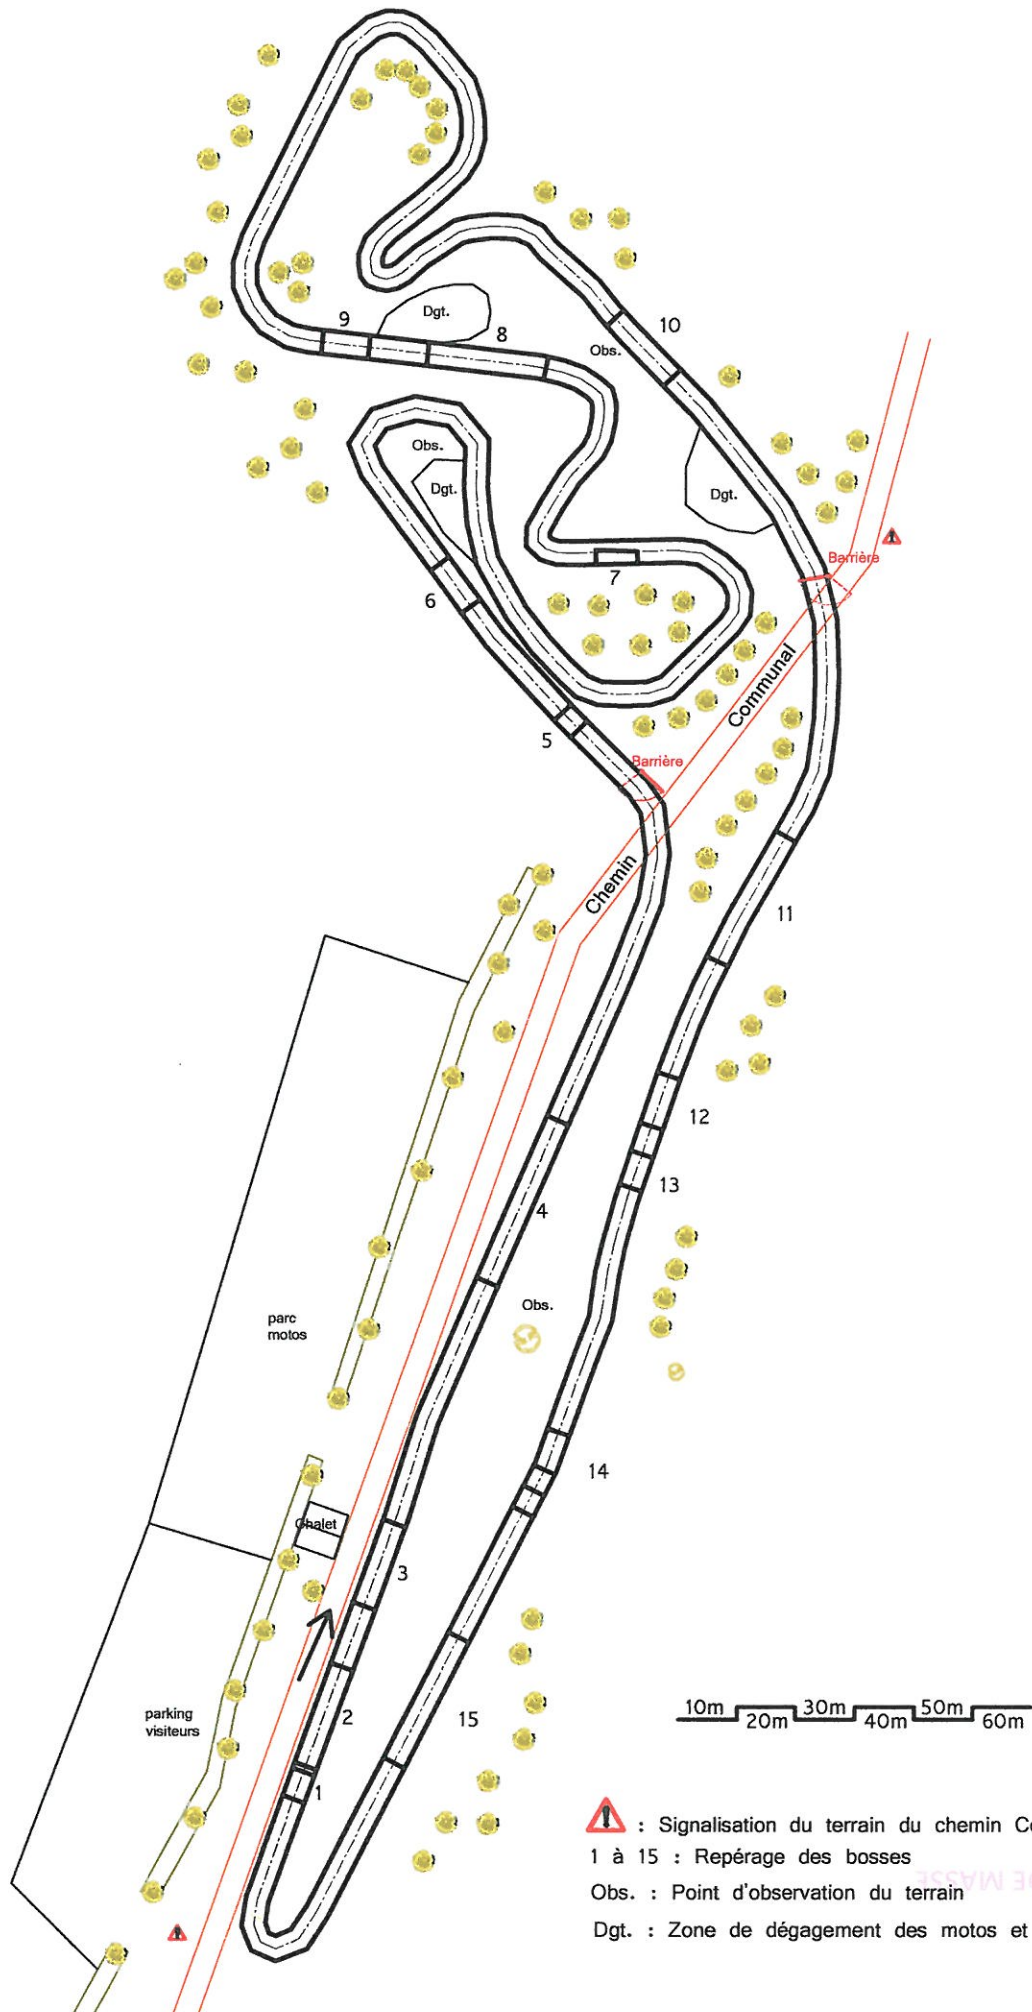 9
Dgt.
8
10
Obs.
Obs.
Dgt.
Dgt.
Barrière
7
6
Communal
5
Barrière
Chemin
11
12
13
4
Obs.
parc
motos
14
Chalet
3
parking
visiteurs
2
15
1
10m 30m 50m
20m 40m 60m
: Signalisation du terrain du chemin
1 à 15 : Repérage des bosses
DE MASSE
Obs. : Point d'observation du terrain
Dgt. : Zone de dégagement des motos et